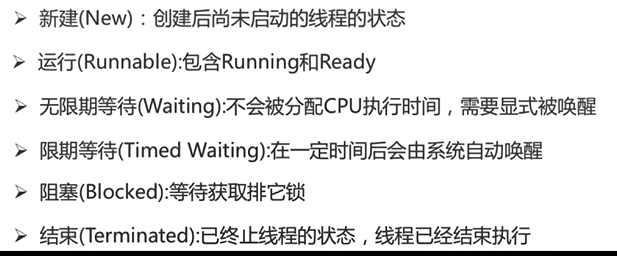 ➢ 新建(New)：创建后尚未启动的线程的状态
➢ 运行(Runnable):包含Running和Ready
➢ 无限期等待(Waiting):不会被分配CPU执行时间，需要显式被唤醒
➢ 限期等待(Timed Waiting):在一定时间后会由系统自动唤醒
➢ 阻塞(Blocked):等待获取排它锁
➢ 结束(Terminated):已终止线程的状态，线程已经结束执行